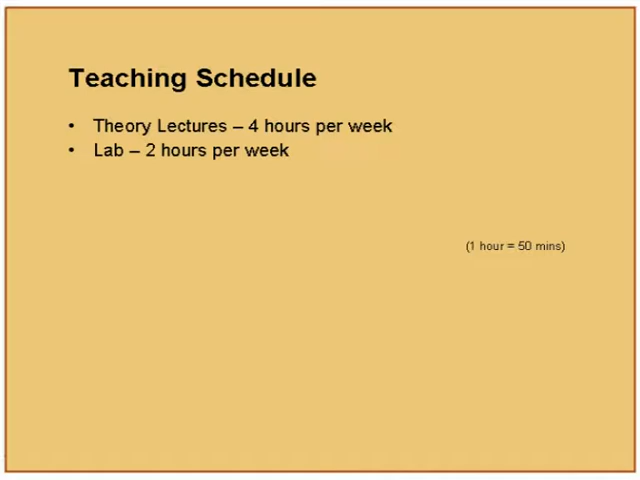 Teaching Schedule
• Theory Lectures – 4 hours per week
• Lab – 2 hours per week
(1 hour = 50 mins)